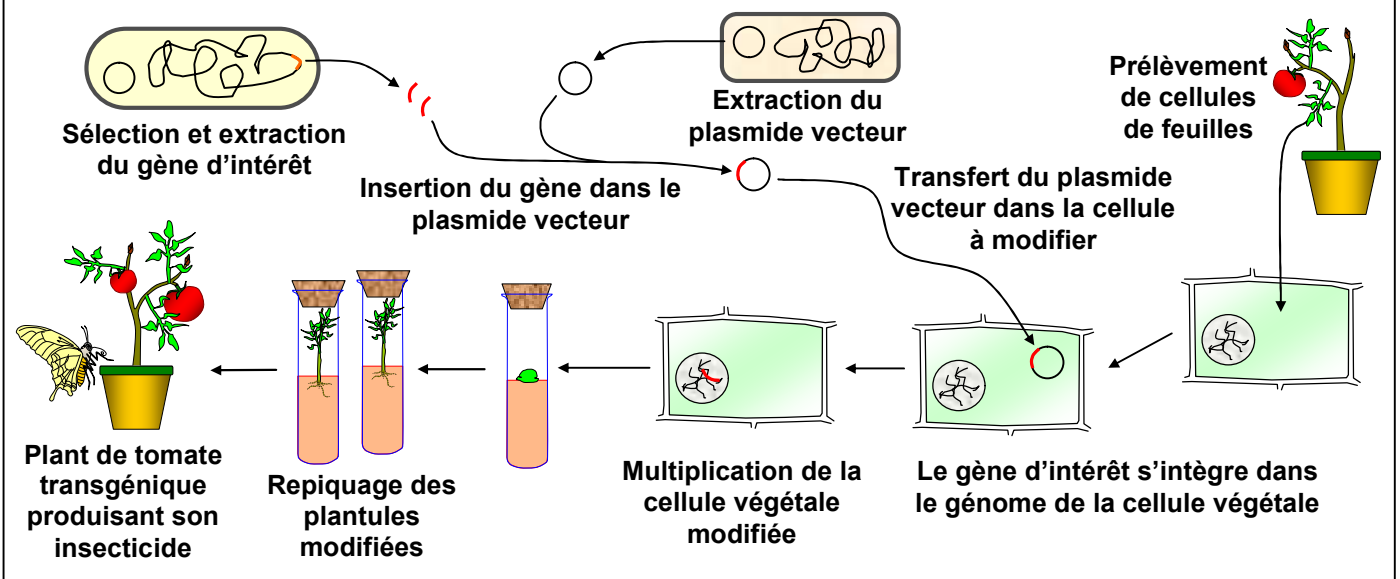 Sélection et extraction
du gène d'intérêt
Extraction du
plasmide vecteur
Prélèvement
de cellules
de feuilles
Insertion du gène dans le
plasmide vecteur
Transfert du plasmide
vecteur dans la cellule
à modifier
Le gène d'intérêt s'intègre dans
le génome de la cellule végétale
Multiplication de la
cellule végétale
modifiée
Repiquage des
plantules
modifiées
Plant de tomate
transgénique
produisant son
insecticide